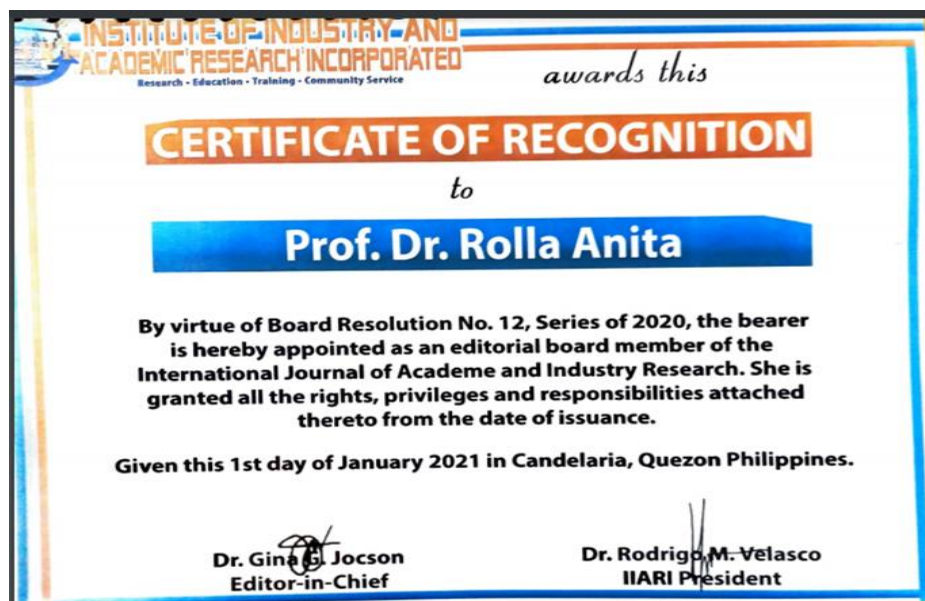 INSTITUTE OF INDUSTRY AND
ACADEMIC RESEARCH INCORPORATED
Research - Education - Training - Community Service
awards this
CERTIFICATE OF RECOGNITION
to
Prof. Dr. Rolla Anita
By virtue of Board Resolution No. 12, Series of 2020, the bearer
is hereby appointed as an editorial board member of the
International Journal of Academe and Industry Research. She is
granted all the rights, privileges and responsibilities attached
thereto from the date of issuance.
Given this 1st day of January 2021 in Candelaria, Quezon Philippines.
Dr. Gina G. Jocson
Editor-in-Chief
Dr. Rodrigo M. Velasco
IIARI President